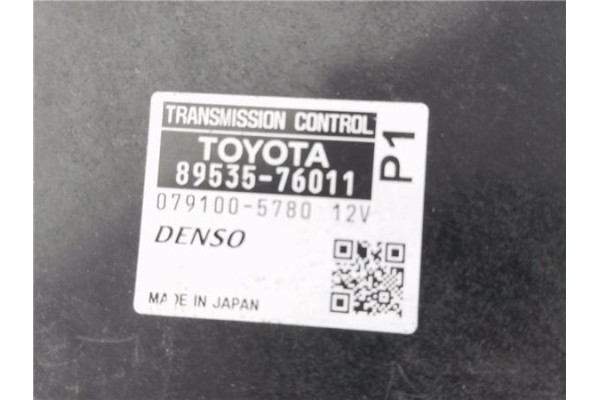 TRANSMISSION CONTROL
TOYOTA
89535-76011
P1
079100-5780 12V
DENSO
MADE IN JAPAN